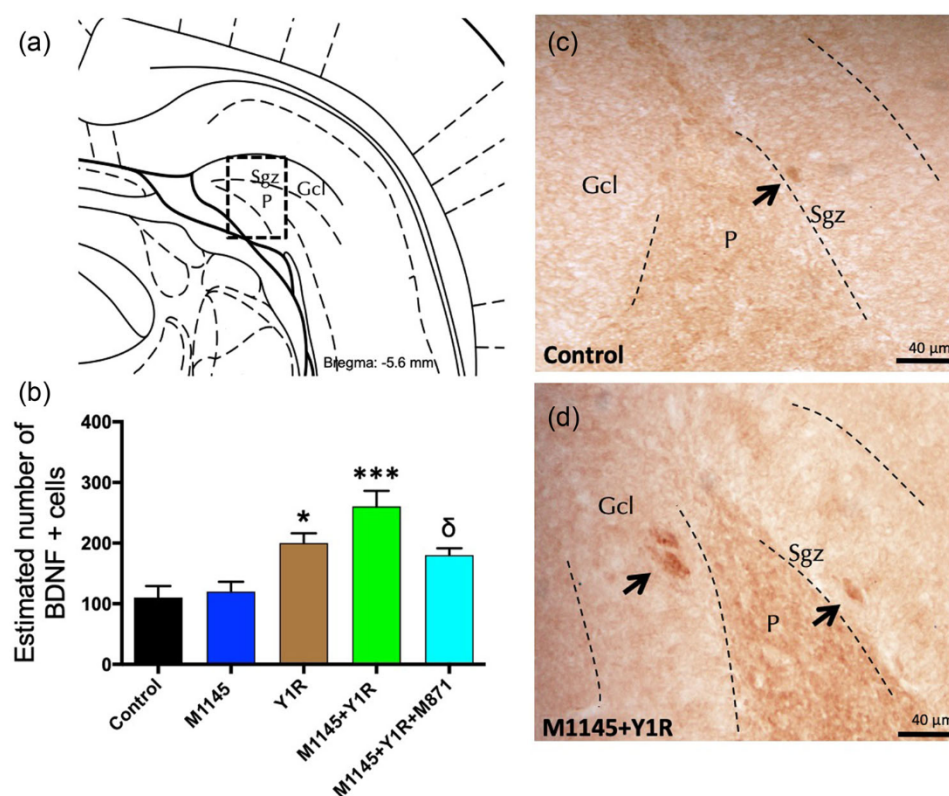 (a)
Sgz
Gcl
P
Bregma: -5.6 mm
(b)
Estimated number of
BDNF + cells
400
300
200
100
0
*
***
δ
Control
M1145
Y1R
M1145+Y1R
M1145+Y1R+M871
(c)
Gcl
Sgz
P
Control
40 µm
(d)
Gcl
Sgz
P
M1145+Y1R
40 µm